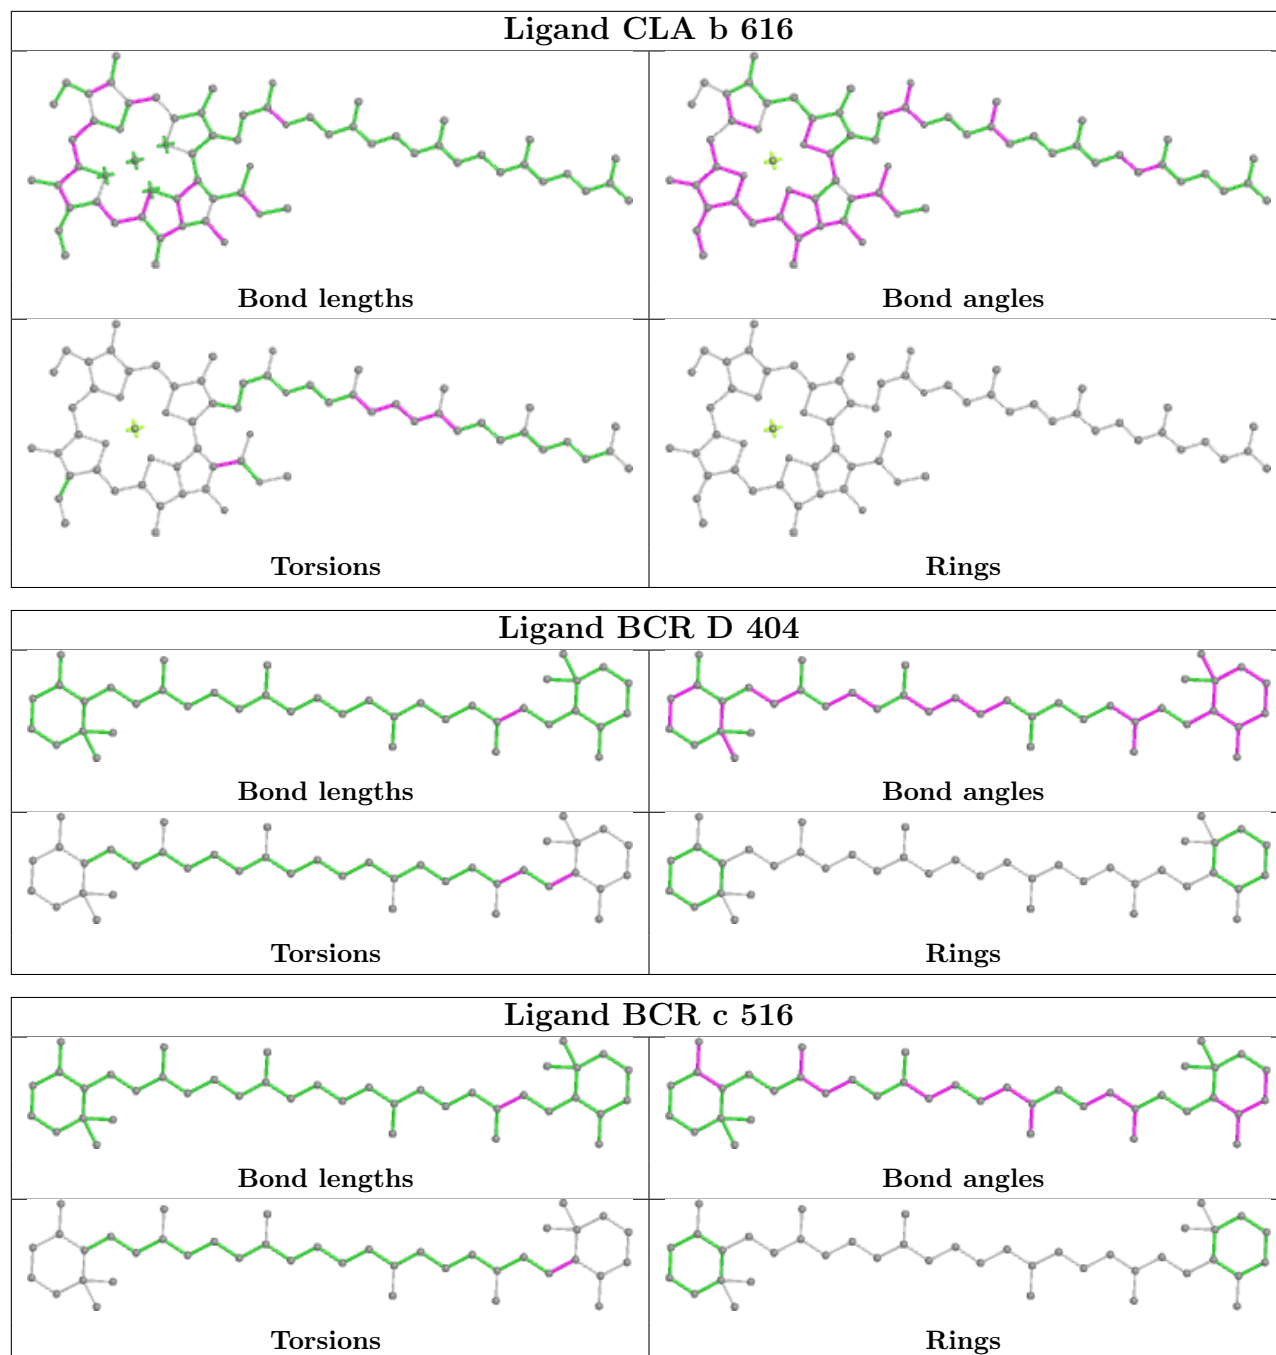 Ligand CLA b 616
Bond lengths
Bond angles
Torsions
Rings
Ligand BCR D 404
Bond lengths
Bond angles
Torsions
Rings
Ligand BCR c 516
Bond lengths
Bond angles
Torsions
Rings